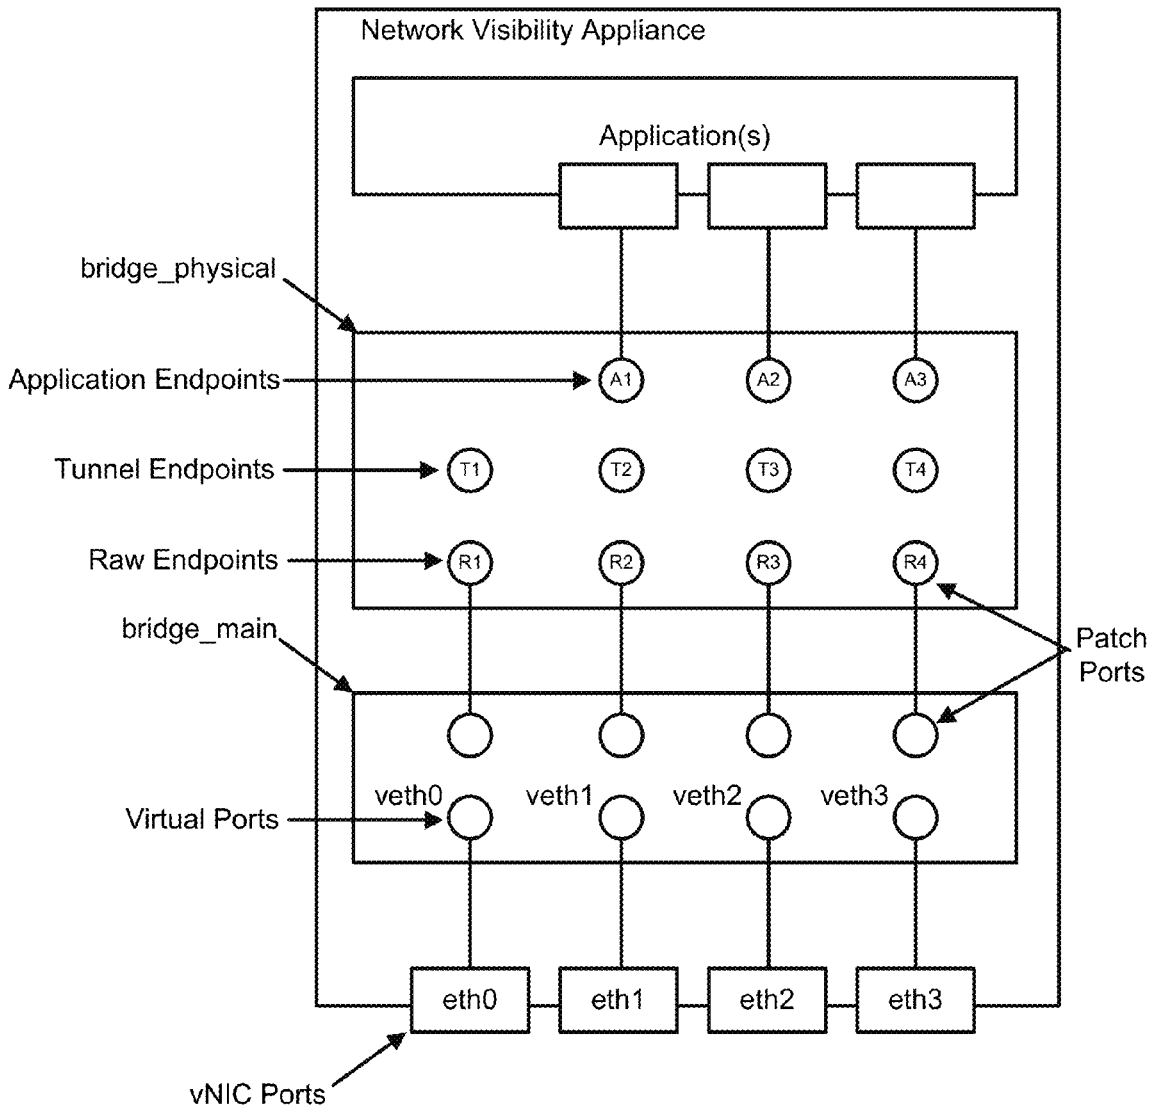 Network Visibility Appliance
Application(s)
bridge_physical
Application Endpoints
A1
A2
A3
Tunnel Endpoints
T1
T2
T3
T4
Raw Endpoints
R1
R2
R3
R4
bridge_main
Patch
Ports
veth0
veth1
veth2
veth3
Virtual Ports
eth0
eth1
eth2
eth3
vNIC Ports